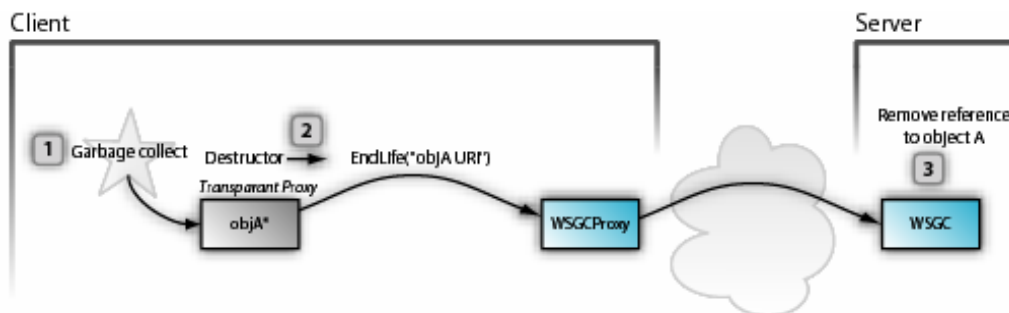 Client
Server
1
Garbage collect
2
Destructor
EndLife("objA URI")
Transparant Proxy
objA*
WSGCProxy
Remove reference
to object A
3
WSGC